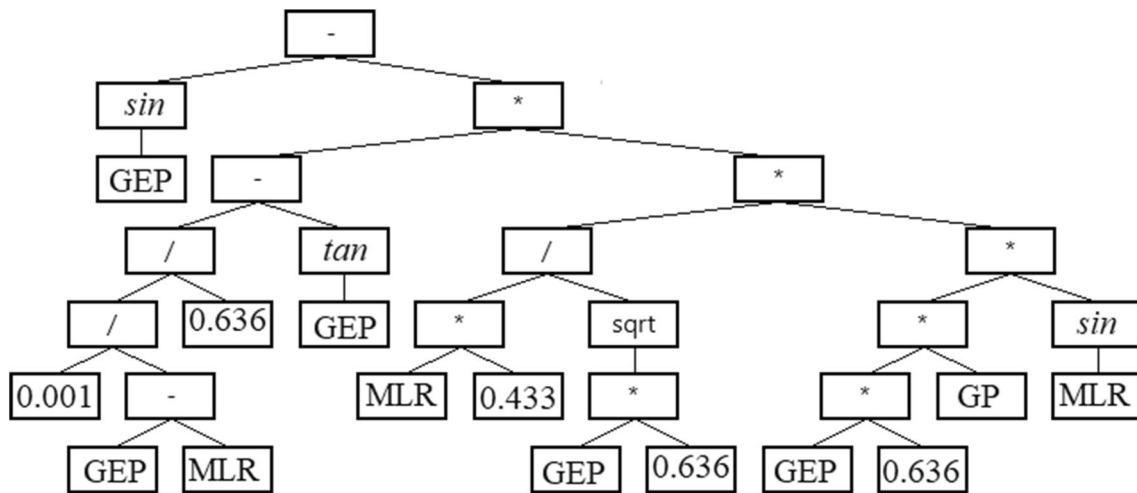 -
sin *
GEP - *
/ tan / *
/ 0.636 GEP * sqrt * sin
0.001 - MLR 0.433 * * GP MLR
GEP MLR GEP 0.636 GEP 0.636